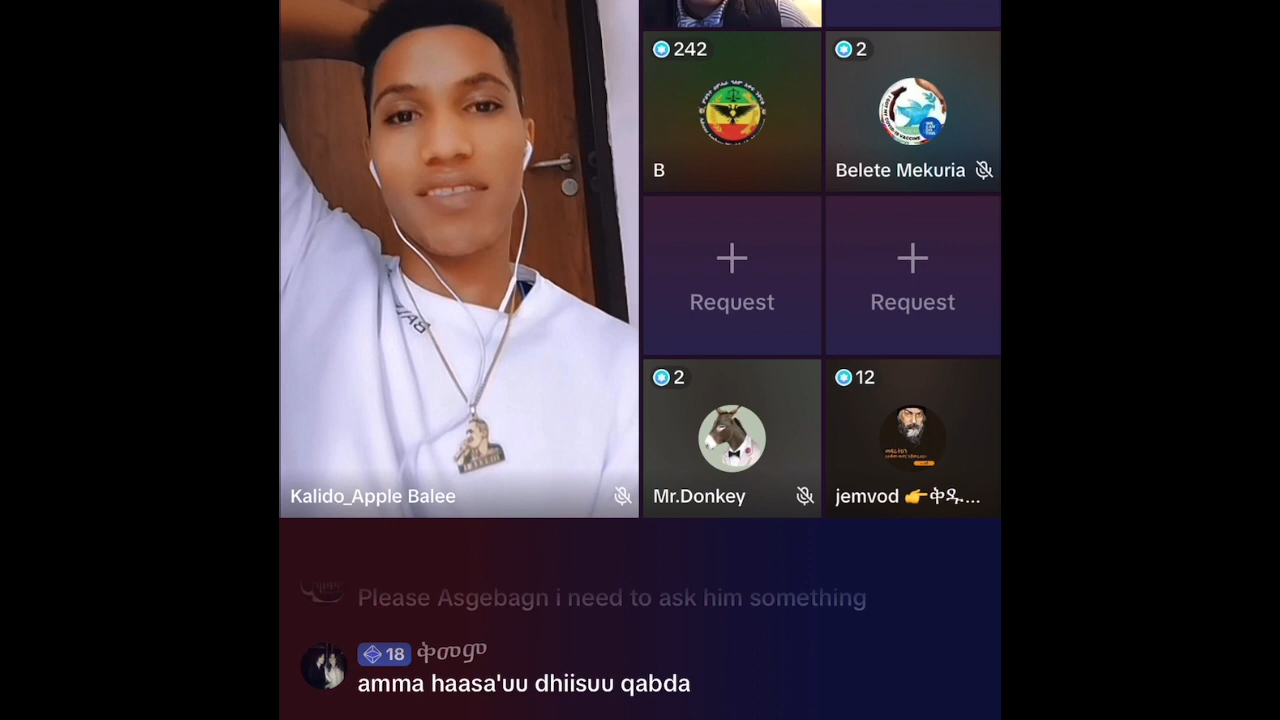 242
2
B
Belete Mekuria
+
Request
+
Request
2
12
Kalido_Apple Balee
Mr.Donkey
jemvod 👉ቅዱ....
Please Asgebagn i need to ask him something
18 ቅመም
amma haasa'uu dhiisuu qabda